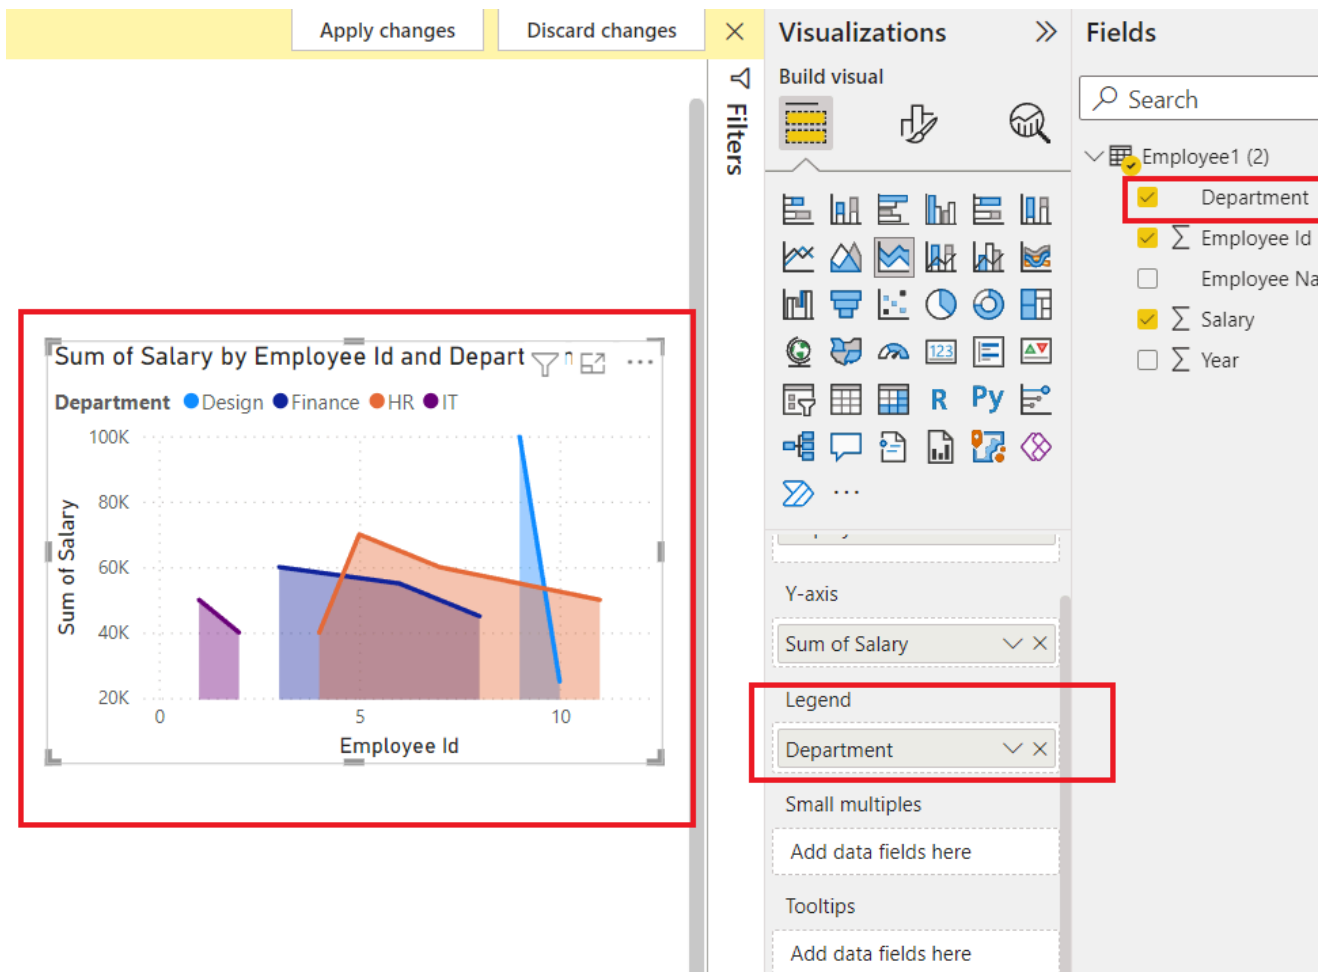 Apply changes
Discard changes
Filters
Sum of Salary by Employee Id and Depart
Department Design Finance HR IT
100K
80K
60K
40K
20K
Sum of Salary
0 5 10
Employee Id
Visualizations
Build visual
123
R
Py
Y-axis
Sum of Salary
Legend
Department
Small multiples
Add data fields here
Tooltips
Add data fields here
Fields
Search
Employee1 (2)
Department
Σ Employee Id
Employee Na
Σ Salary
Σ Year